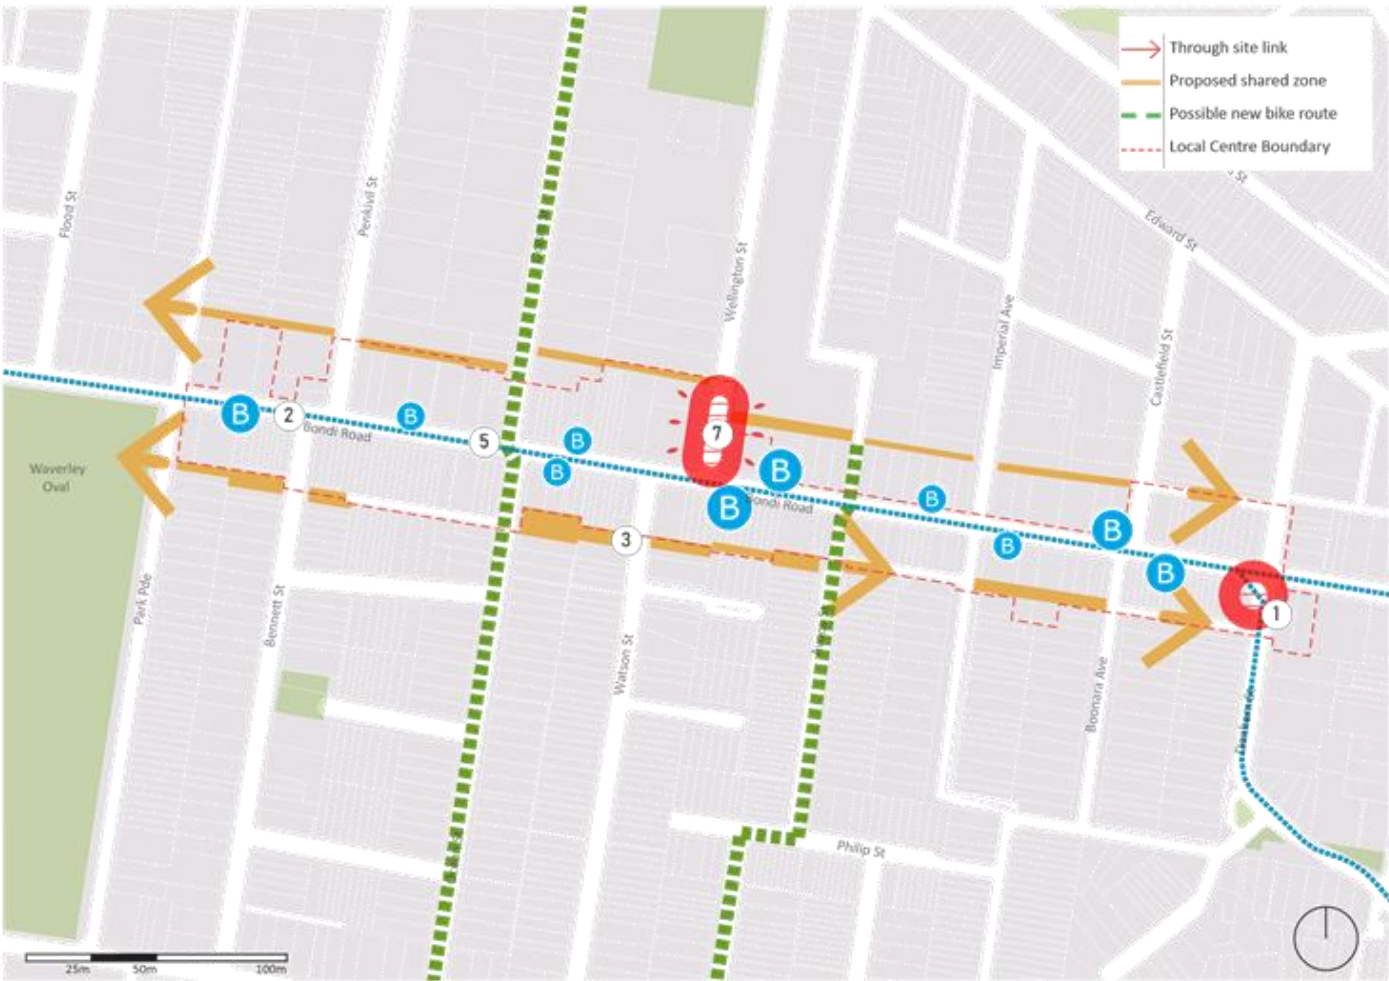 Through site link
Proposed shared zone
Possible new bike route
Local Centre Boundary
St
Edward St
Flood St
Penkivil St
Wellington St
Imperial Ave
Castlefield St
B
2
B
Bondi Road
5
B
B
7
B
B
Bondi Road
B
B
B
B
1
3
Waverley
Oval
Park Pde
Bennett St
Watson St
Boonara Ave
Philip St
25m
50m
100m